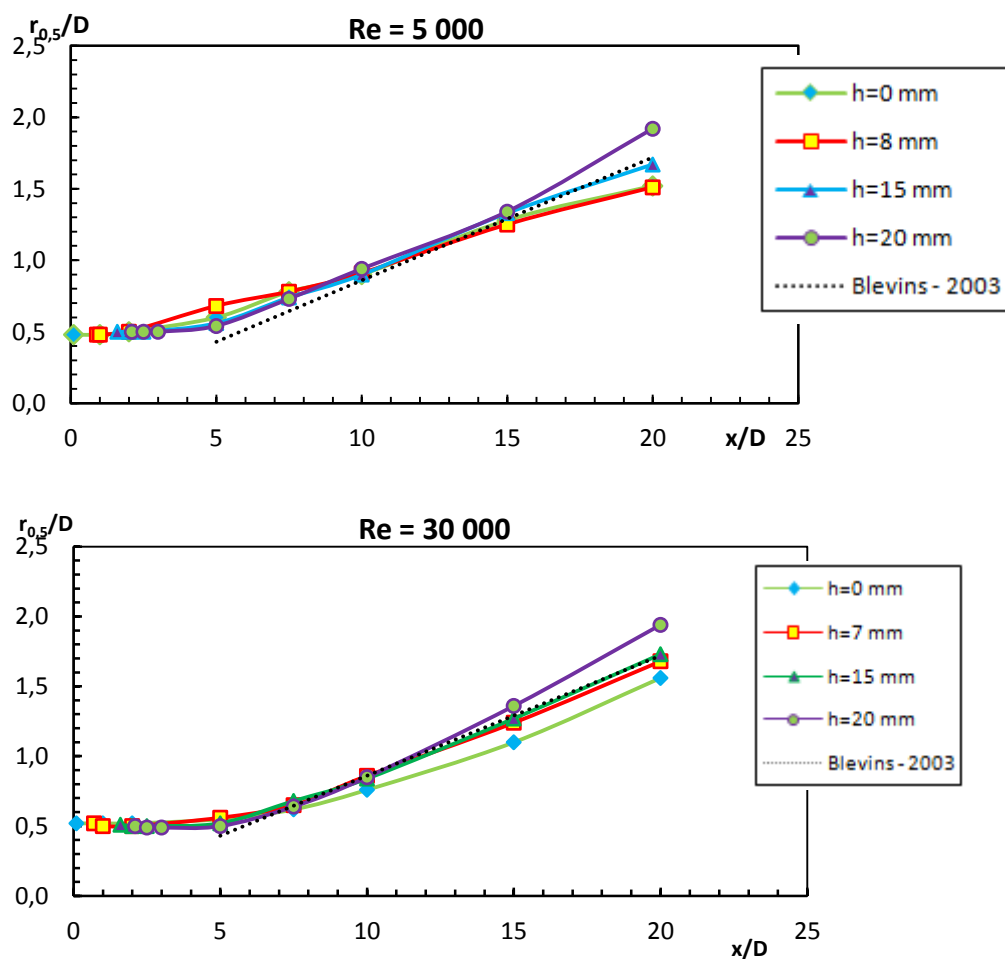 r0,5/D
Re = 5 000
2,5
2,0
1,5
1,0
0,5
0,0
0 5 10 15 20 25
x/D
h=0 mm
h=8 mm
h=15 mm
h=20 mm
Blevins - 2003
r0,5/D
Re = 30 000
2,5
2,0
1,5
1,0
0,5
0,0
0 5 10 15 20 25
x/D
h=0 mm
h=7 mm
h=15 mm
h=20 mm
Blevins - 2003